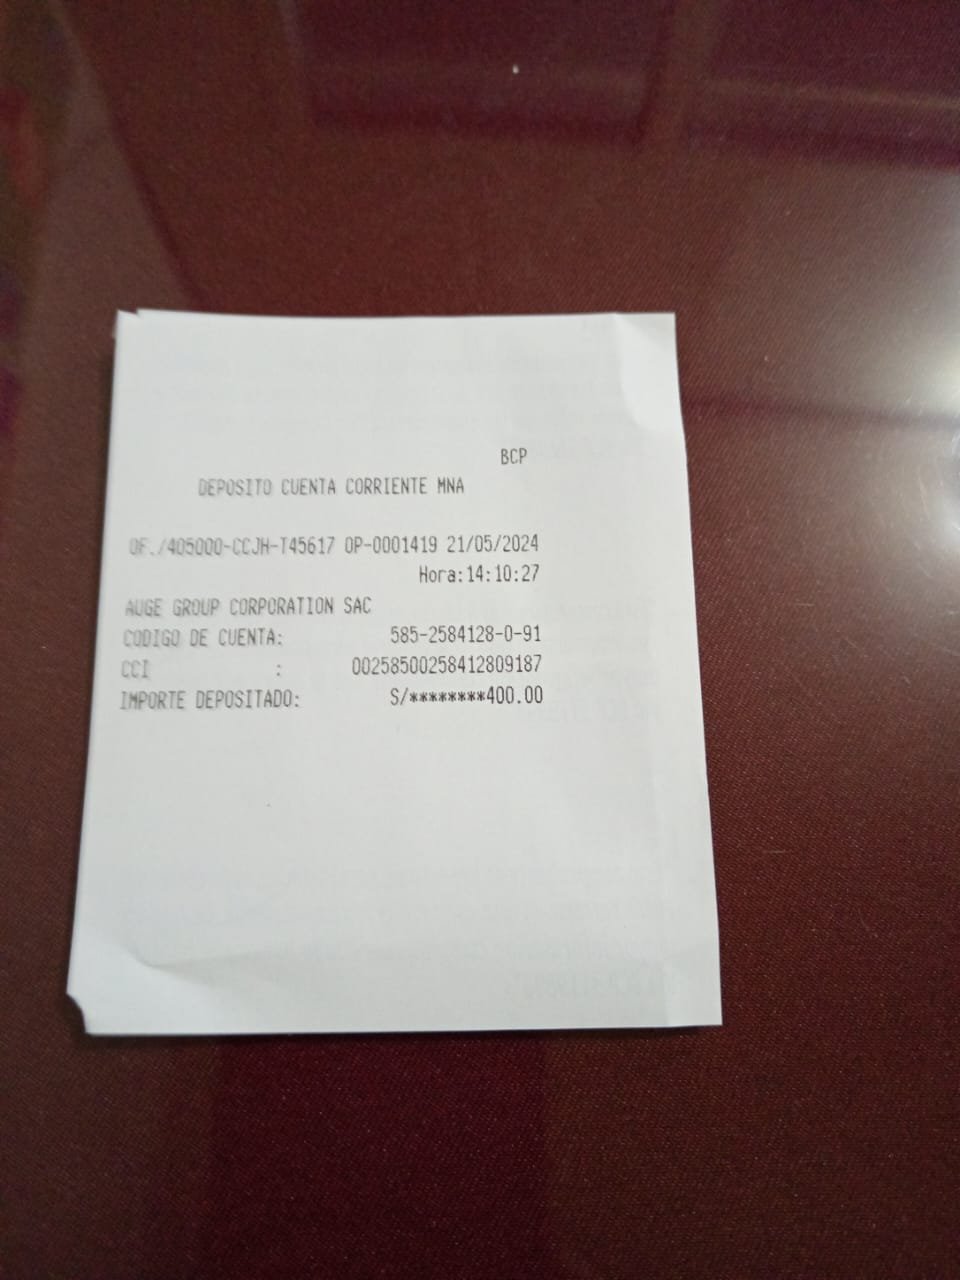 BCP
DEPOSITO CUENTA CORRIENTE MNA
OF./405000-CCJH-T45617 OP-0001419 21/05/2024
Hora:14:10:27
AUGE GROUP CORPORATION SAC
CODIGO DE CUENTA: 585-2584128-0-91
CCI : 00258500258412809187
IMPORTE DEPOSITADO: S/********400.00